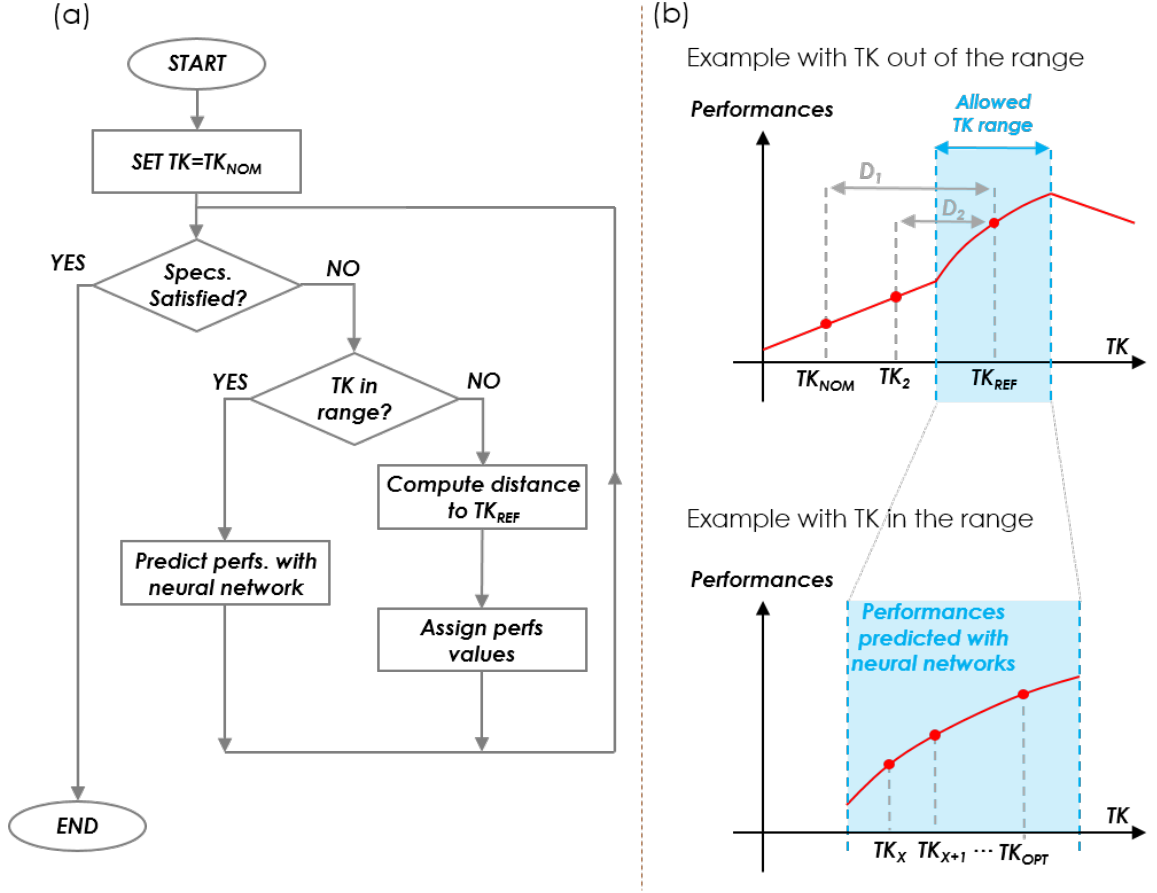 (a)
START
SET TK=TK_NOM
Specs.
Satisfied?
YES
NO
TK in
range?
YES
NO
Compute distance
to TK_REF
Predict perfs. with
neural network
Assign perfs
values
END
(b)
Example with TK out of the range
Performances
Allowed
TK range
D_1
D_2
TK
TK_NOM
TK_2
TK_REF
Example with TK in the range
Performances
Performances
predicted with
neural networks
TK
TK_X TK_X+1 ... TK_OPT